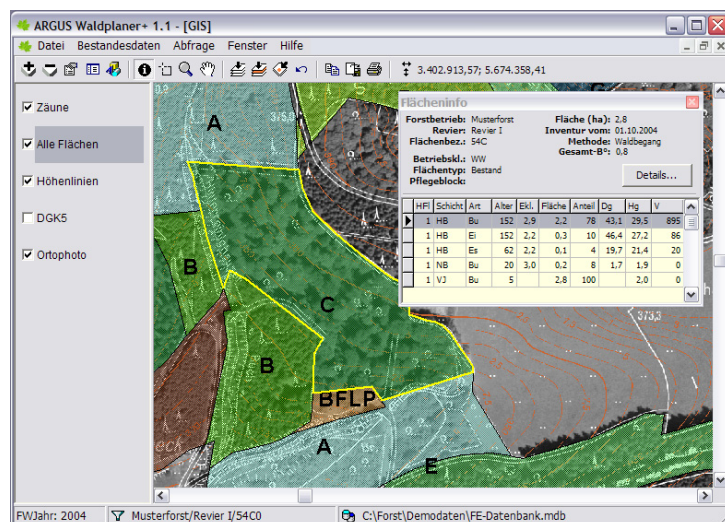 ARGUS Waldplaner+ 1.1 - [GIS]
Datei Bestandesdaten Abfrage Fenster Hilfe
3.402.913,57; 5.674.358,41
Zäune
Alle Flächen
Höhenlinien
DGK5
Ortophoto
A
375,0
B
C
B
BFLP
A
E
373,3
Flächeninfo
Forstbetrieb: Musterforst Fläche (ha): 2,8
Revier: Revier I Inventur vom: 01.10.2004
Flächenbez.: 54C Methode: Waldbegang
Gesamt-B°: 0,8
Betriebskl.: WW
Flächentyp: Bestand
Pflegeblock:
Details...
HFl Schicht Art Alter Ekl. Fläche Anteil Dg Hg V
1 HB Bu 152 2,9 2,2 78 43,1 29,5 895
1 HB Ei 152 2,2 0,3 10 46,4 27,2 86
1 HB Es 62 2,2 0,1 4 19,7 21,4 20
1 NB Bu 20 3,0 0,2 8 1,7 1,9 0
1 VJ Bu 5 2,8 100 2,0 0
FWJahr: 2004 Musterforst/Revier I/54C0 C:\Forst\Demodaten\FE-Datenbank.mdb